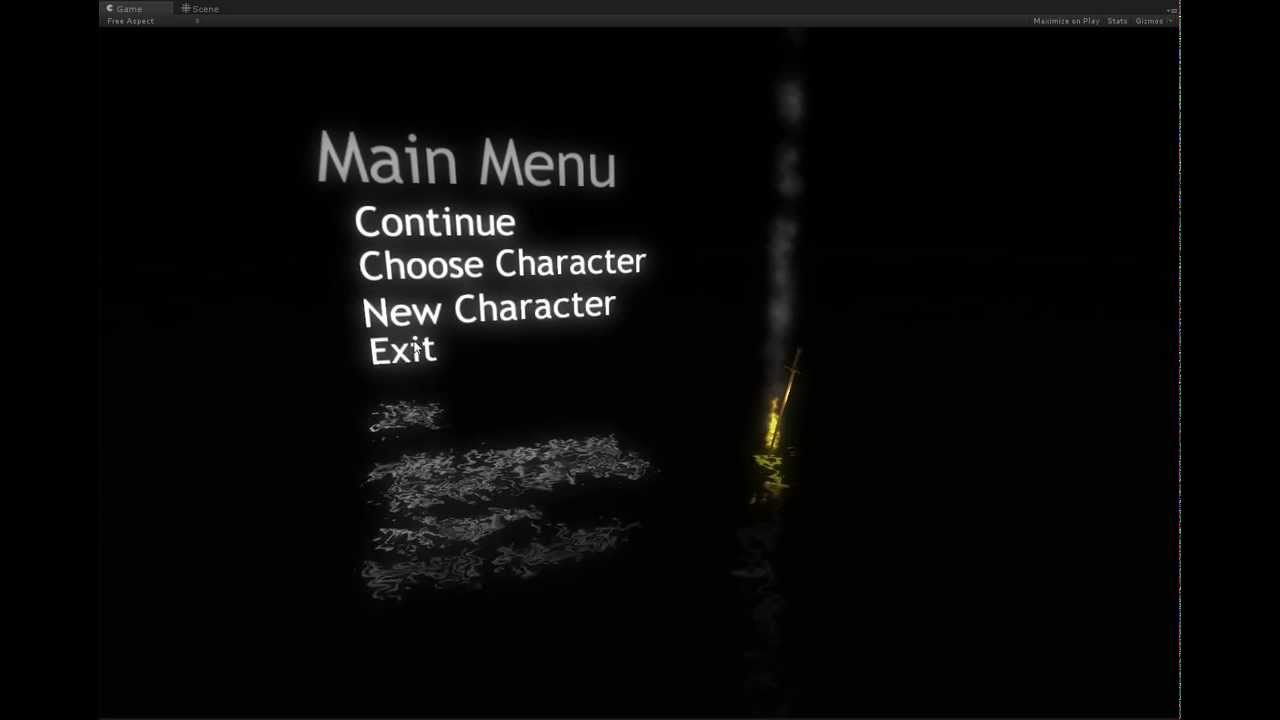 Game Scene
Free Aspect Maximize on Play Stats Gizmos
Main Menu
Continue
Choose Character
New Character
Exit